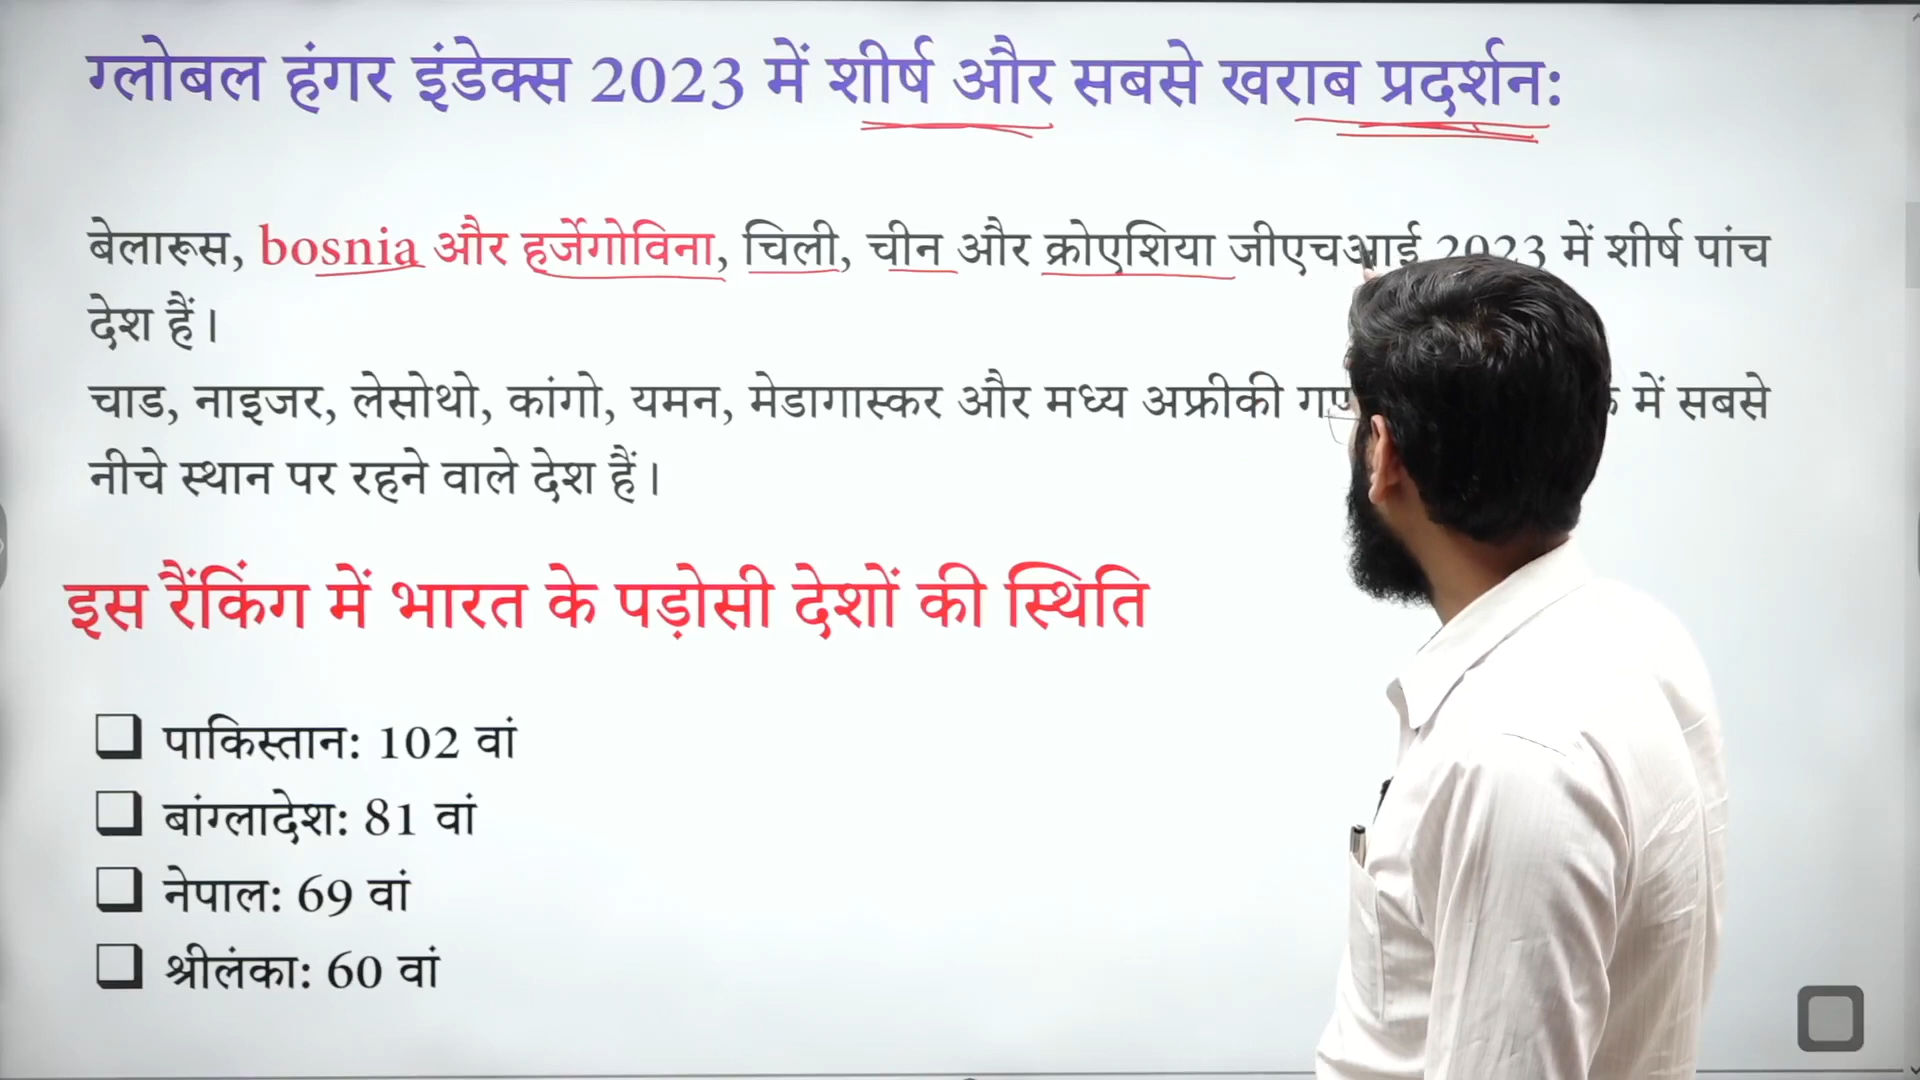 ग्लोबल हंगर इंडेक्स 2023 में शीर्ष और सबसे खराब प्रदर्शन:
बेलारूस, bosnia और हर्जेगोविना, चिली, चीन और क्रोएशिया जीएचआई 2023 में शीर्ष पांच
देश हैं।
चाड, नाइजर, लेसोथो, कांगो, यमन, मेडागास्कर और मध्य अफ्रीकी में सबसे
नीचे स्थान पर रहने वाले देश हैं।
इस रैंकिंग में भारत के पड़ोसी देशों की स्थिति
❑ पाकिस्तान: 102 वां
❑ बांग्लादेश: 81 वां
❑ नेपाल: 69 वां
❑ श्रीलंका: 60 वां